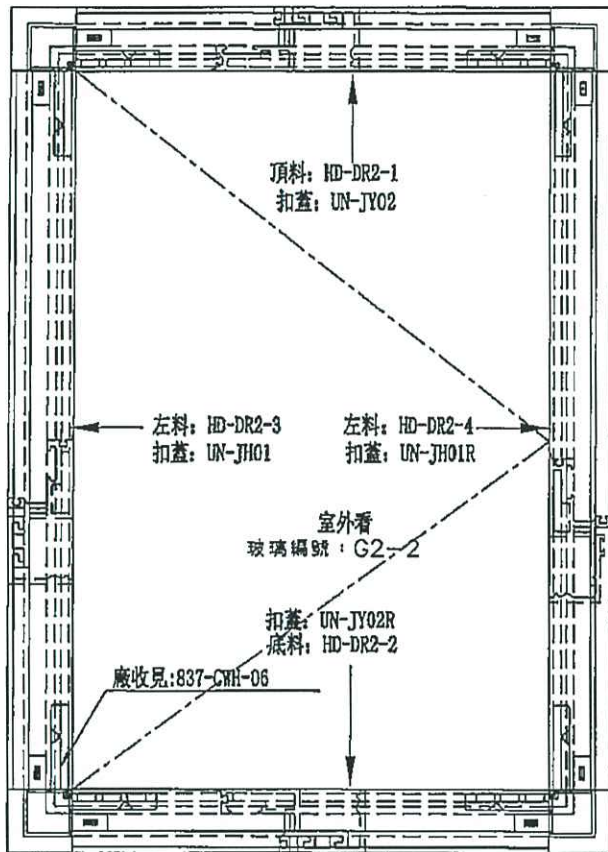 頂料: HD-DR2-1
扣蓋: UN-JY02
左料: HD-DR2-3
扣蓋: UN-JH01
左料: HD-DR2-4
扣蓋: UN-JH01R
室外看
玻璃編號：G2-2
扣蓋: UN-JY02R
底料: HD-DR2-2
廠收見:837-CWH-06